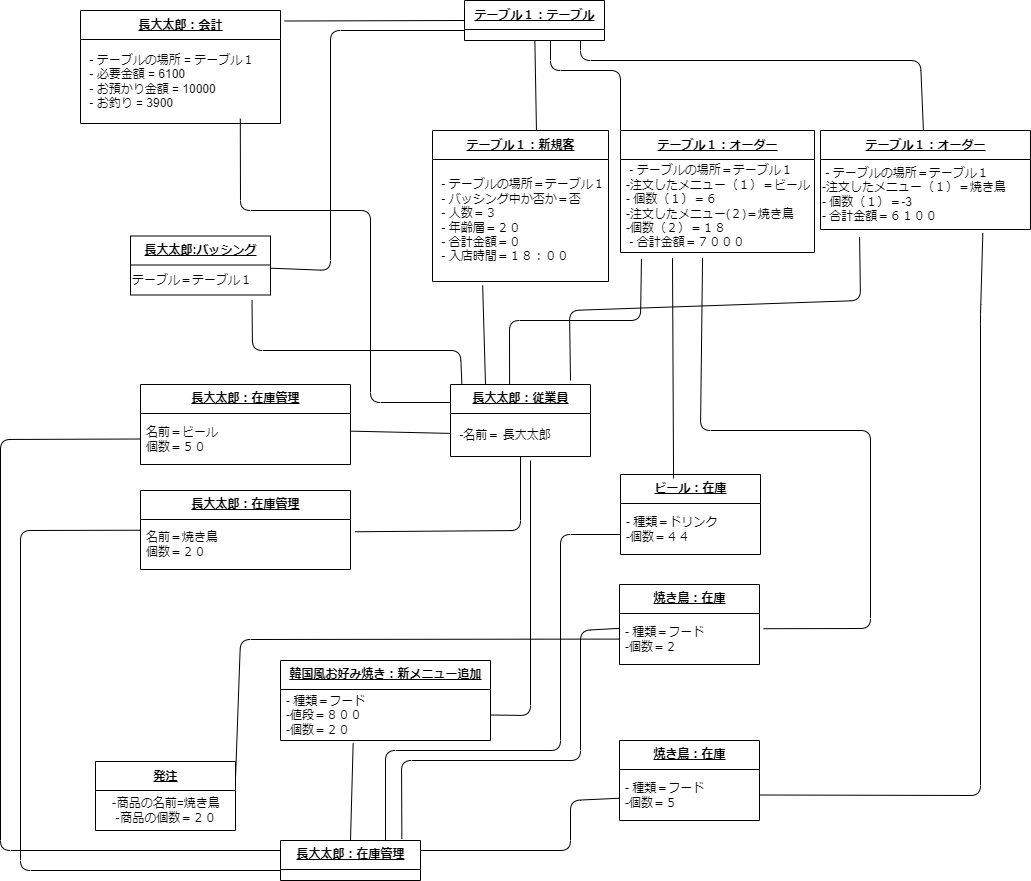 テーブル１：テーブル
長大太郎：会計
- テーブルの場所 = テーブル１
- 必要金額 = 6100
- お預かり金額 = 10000
- お釣り = 3900
テーブル１：新規客
- テーブルの場所＝テーブル１
- バッシング中か否か＝否
- 人数＝３
- 年齢層＝２０
- 合計金額＝０
- 入店時間＝１８：００
テーブル１：オーダー
- テーブルの場所＝テーブル１
-注文したメニュー（１）＝ビール
- 個数（１）＝６
-注文したメニュー(２)＝焼き鳥
-個数（２）＝１８
- 合計金額＝７０００
テーブル１：オーダー
- テーブルの場所＝テーブル１
-注文したメニュー（１）＝焼き鳥
- 個数（１）＝-3
- 合計金額＝６１００
長大太郎:バッシング
テーブル＝テーブル１
長大太郎：在庫管理
名前＝ビール
個数＝５０
長大太郎：従業員
-名前＝ 長大太郎
長大太郎：在庫管理
名前＝焼き鳥
個数＝２０
ビール：在庫
- 種類＝ドリンク
-個数＝４４
焼き鳥：在庫
- 種類＝フード
-個数＝２
韓国風お好み焼き：新メニュー追加
- 種類＝フード
-値段＝８００
-個数＝２０
焼き鳥：在庫
- 種類＝フード
-個数＝５
発注
-商品の名前=焼き鳥
-商品の個数＝２０
長大太郎：在庫管理